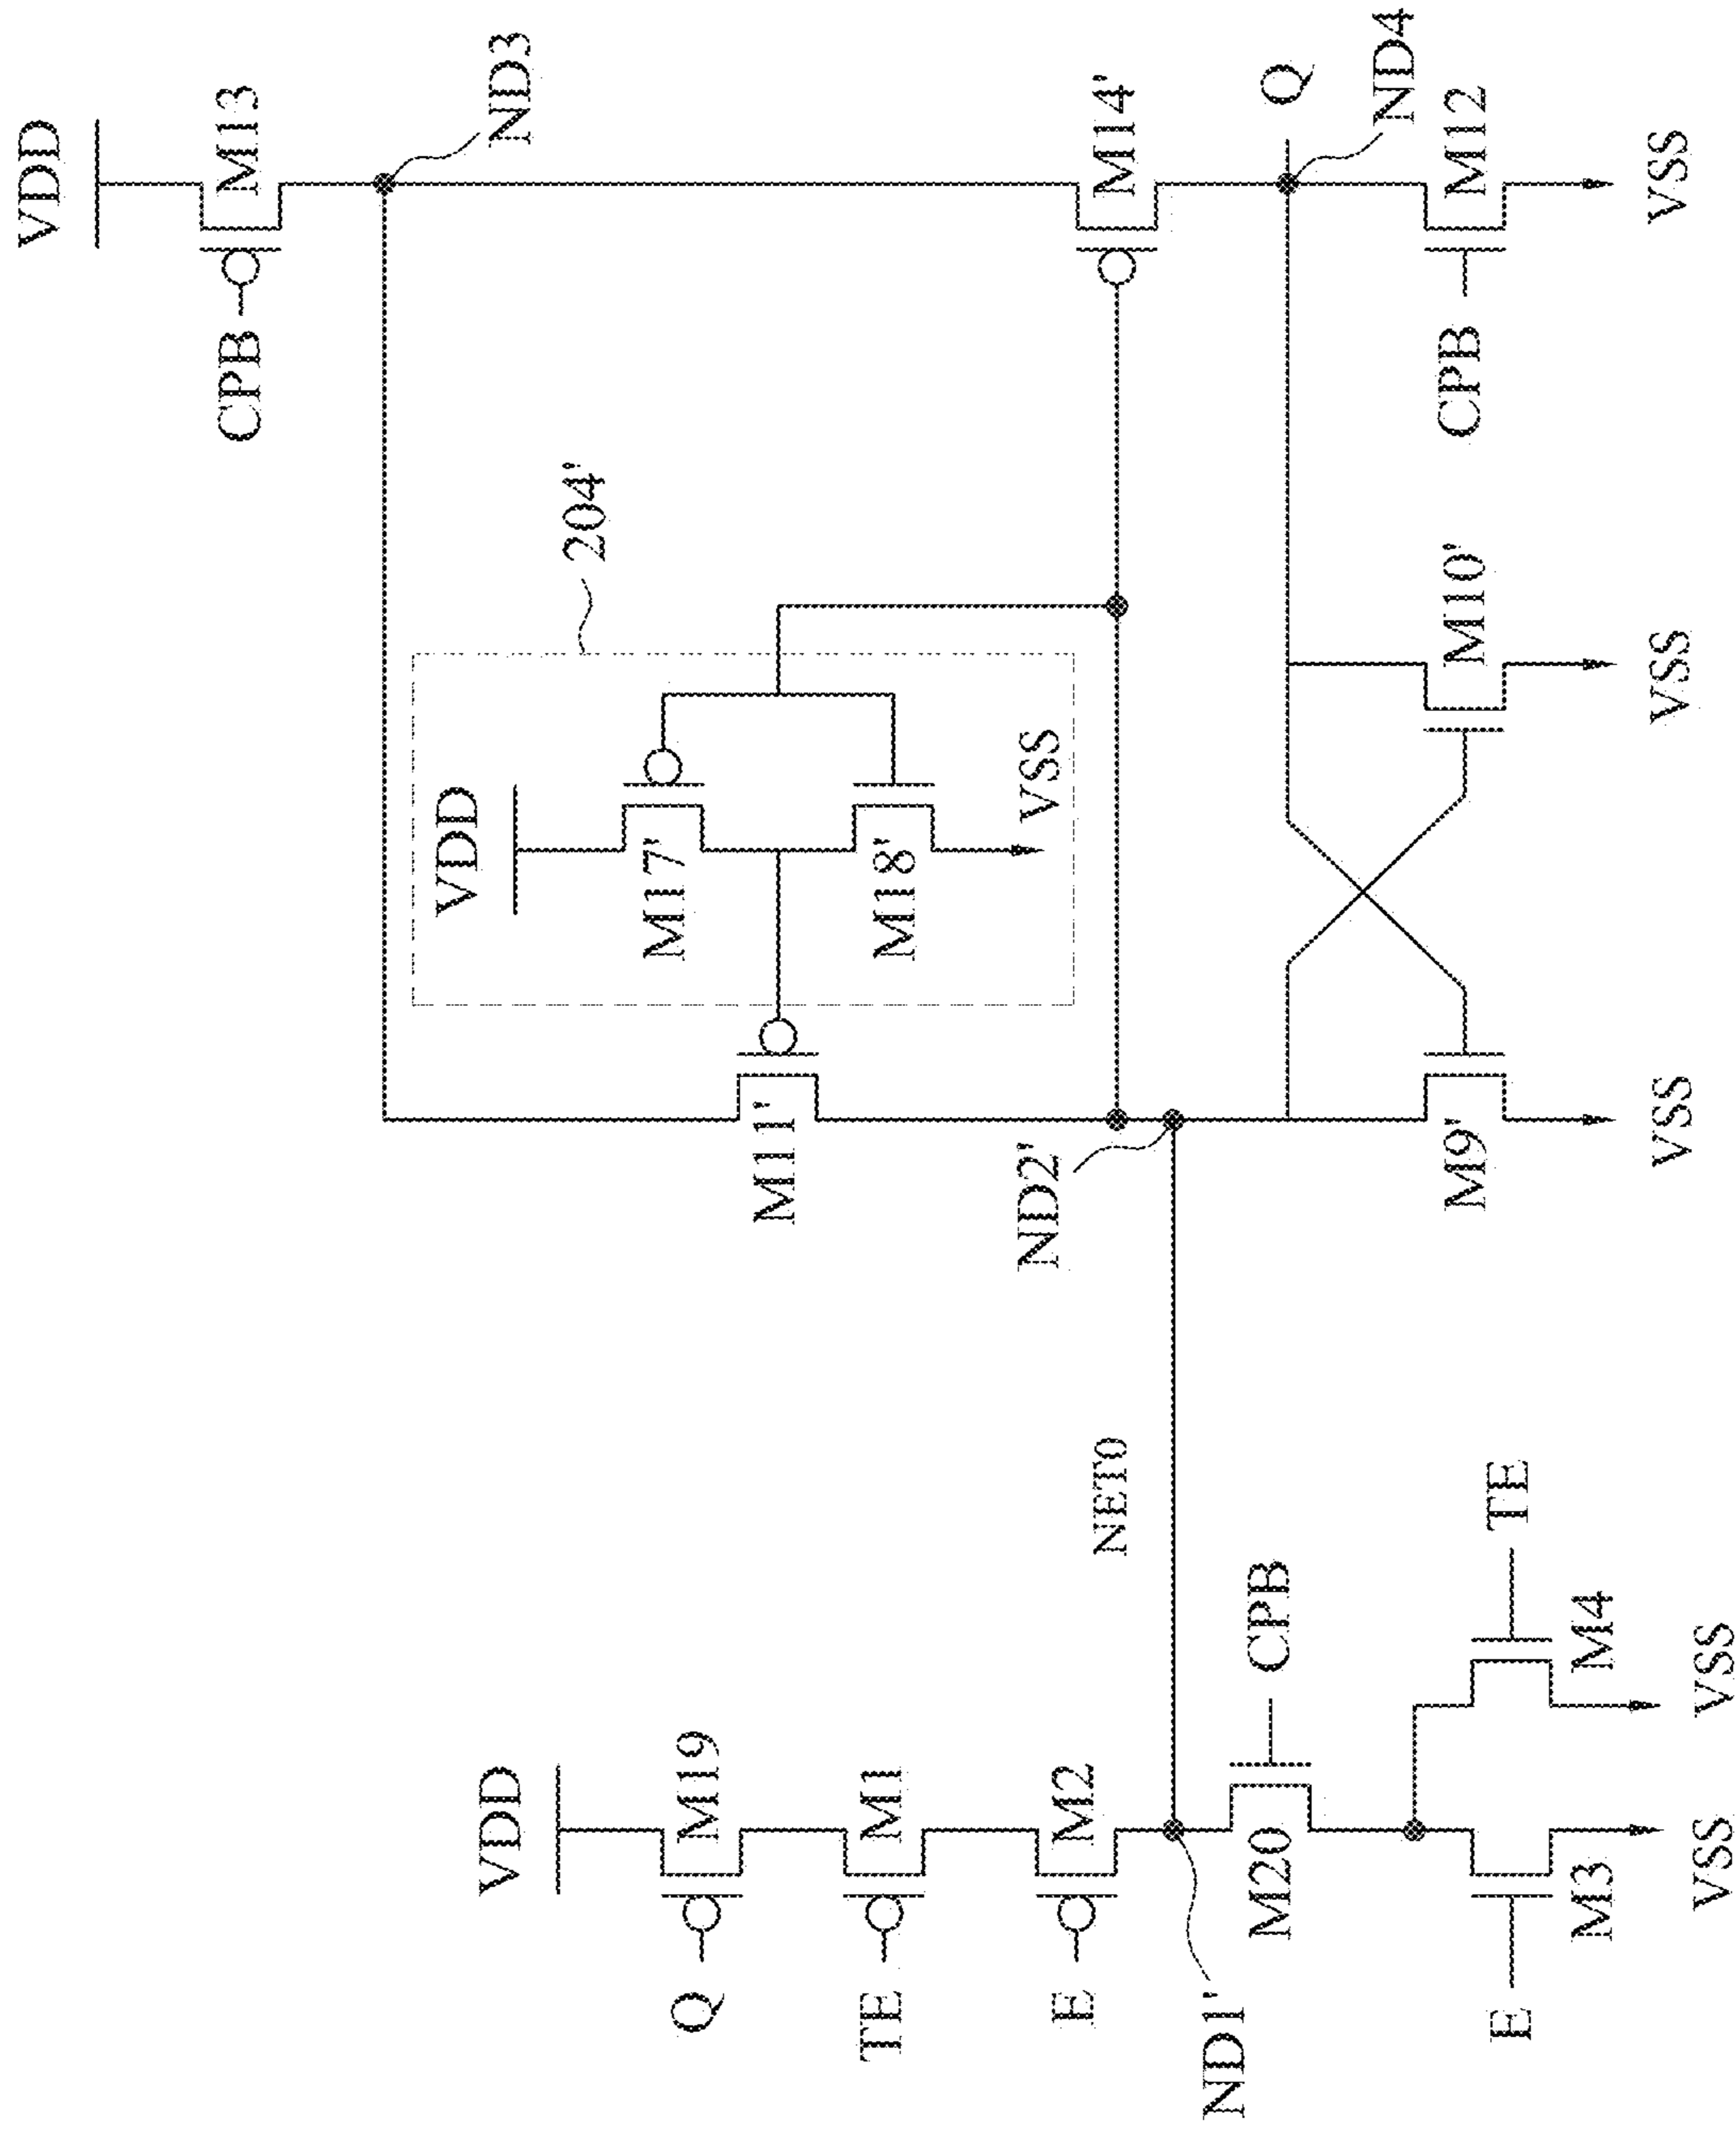 VDD
M13
CPB
ND3
204'
VDD
M17'
M18'
VSS
M11'
M14'
ND2'
Q
ND4
M12
CPB
VSS
M10'
VSS
M9'
VSS
NET0
VDD
M19
Q
M1
TE
M2
E
ND1'
M20
CPB
TE
M4
VSS
E
M3
VSS